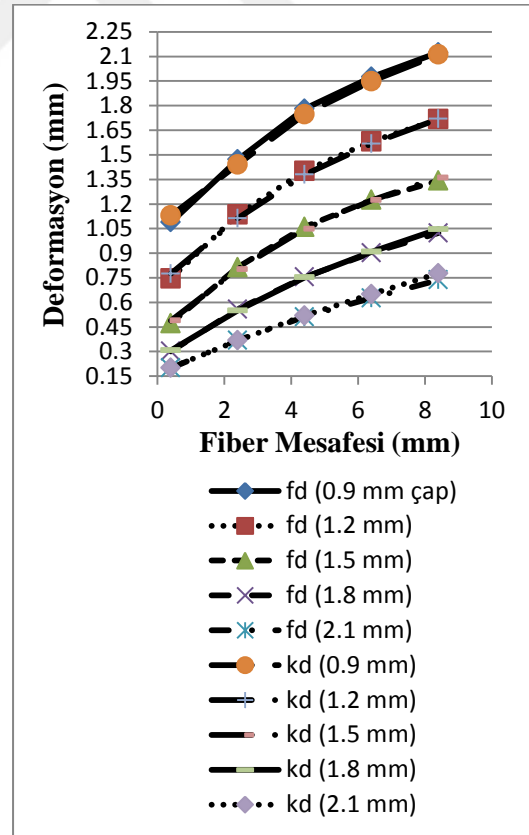 Deformasyon (mm)
2.25
2.1
1.95
1.8
1.65
1.5
1.35
1.2
1.05
0.9
0.75
0.6
0.45
0.3
0.15
0 2 4 6 8 10
Fiber Mesafesi (mm)
fd (0.9 mm çap)
fd (1.2 mm)
fd (1.5 mm)
fd (1.8 mm)
fd (2.1 mm)
kd (0.9 mm)
kd (1.2 mm)
kd (1.5 mm)
kd (1.8 mm)
kd (2.1 mm)